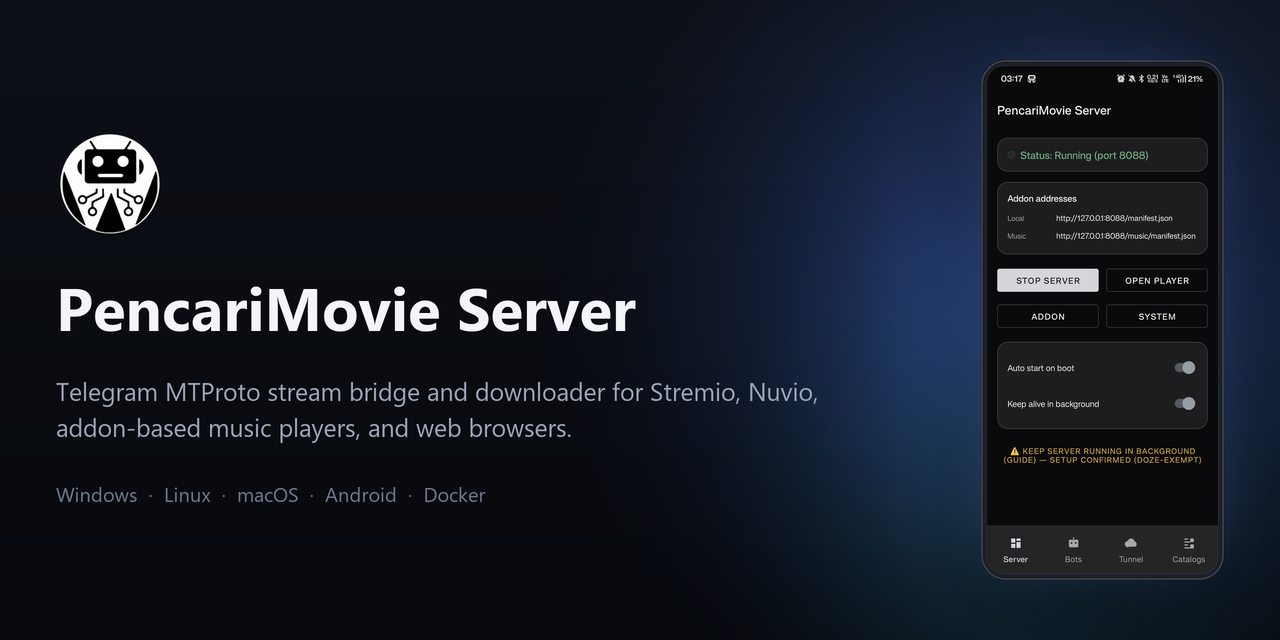 PencariMovie Server
Telegram MTProto stream bridge and downloader for Stremio, Nuvio,
addon-based music players, and web browsers.
Windows · Linux · macOS · Android · Docker
03:17
21%
PencariMovie Server
Status: Running (port 8088)
Addon addresses
Local http://127.0.0.1:8088/manifest.json
Music http://127.0.0.1:8088/music/manifest.json
STOP SERVER OPEN PLAYER
ADDON SYSTEM
Auto start on boot
Keep alive in background
⚠ KEEP SERVER RUNNING IN BACKGROUND
(GUIDE) — SETUP CONFIRMED (DOZE-EXEMPT)
Server Bots Tunnel Catalogs